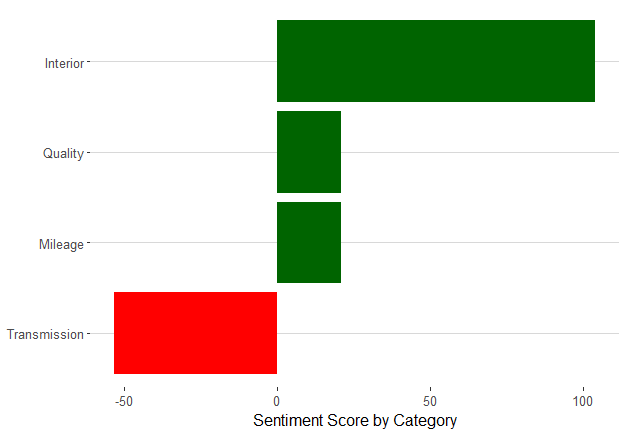 Interior
Quality
Mileage
Transmission
-50 0 50 100
Sentiment Score by Category